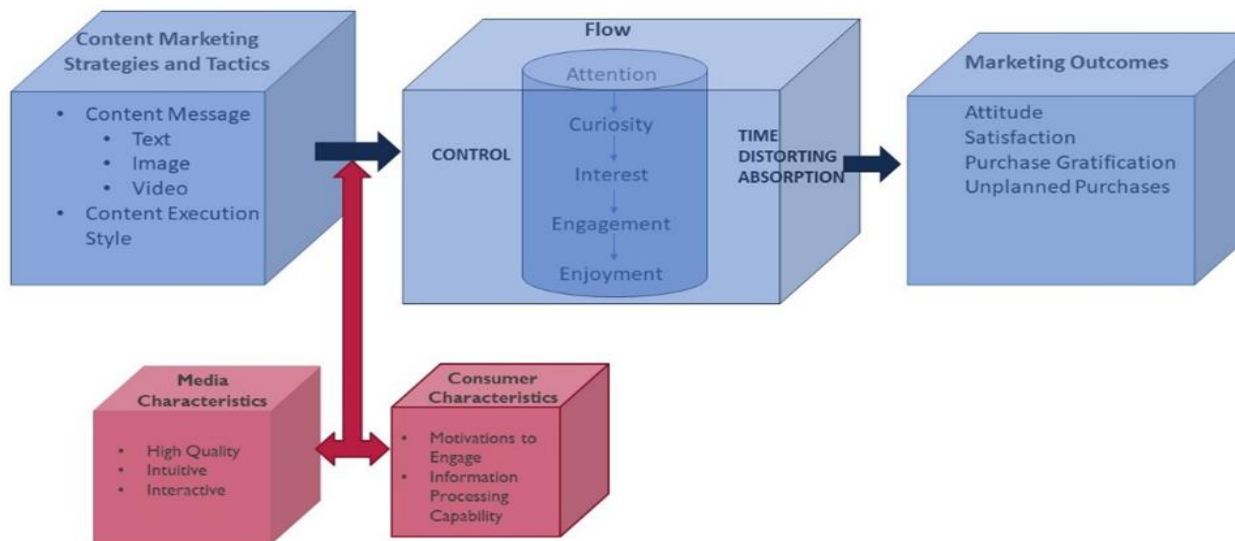 Content Marketing
Strategies and Tactics
• Content Message
• Text
• Image
• Video
• Content Execution
Style
Flow
Attention
Curiosity
Interest
Engagement
Enjoyment
CONTROL
TIME
DISTORTING
ABSORPTION
Marketing Outcomes
Attitude
Satisfaction
Purchase Gratification
Unplanned Purchases
Media
Characteristics
• High Quality
• Intuitive
• Interactive
Consumer
Characteristics
• Motivations to
Engage
• Information
Processing
Capability